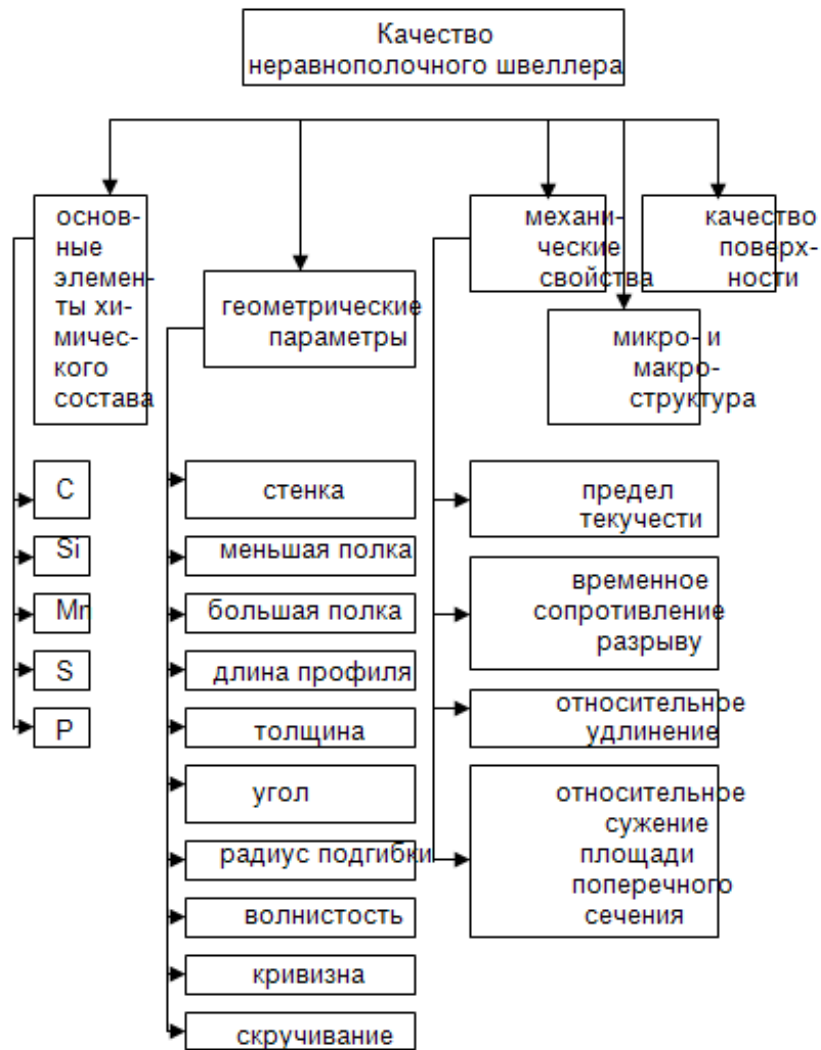 Качество
неравнополочного швеллера
основ-
ные
элемен-
ты хи-
мичес-
кого
состава
геометрические
параметры
механи-
ческие
свойства
качество
поверх-
ности
микро- и
макро-
структура
C
Si
Mn
S
P
стенка
меньшая полка
большая полка
длина профиля
толщина
угол
радиус подгибки
волнистость
кривизна
скручивание
предел
текучести
временное
сопротивление
разрыву
относительное
удлинение
относительное
сужение
площади
поперечного
сечения